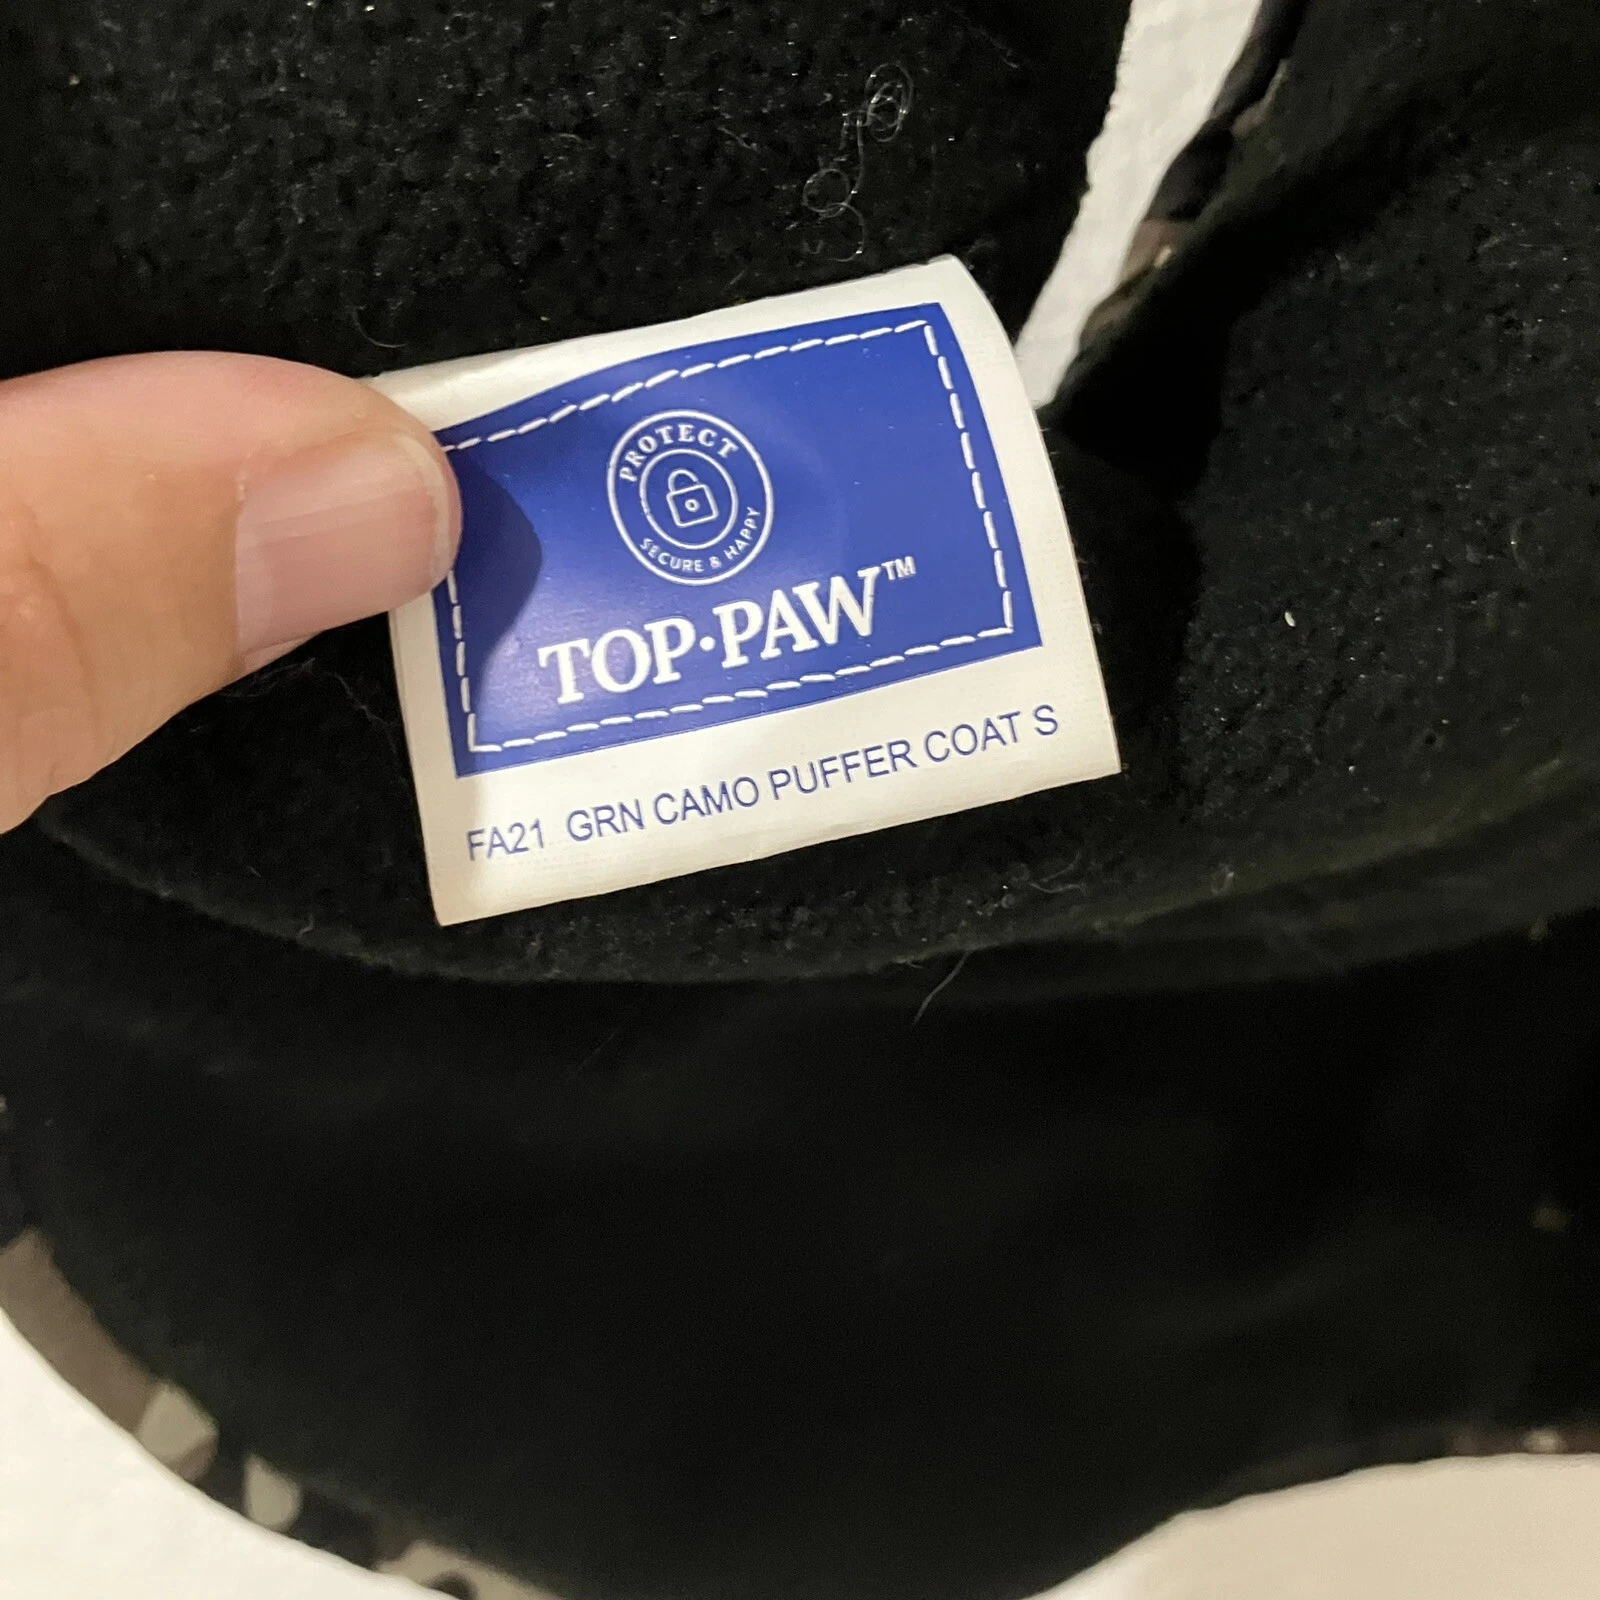 PROTECT
SECURE & HAPPY
TOP·PAW™
FA21 GRN CAMO PUFFER COAT S